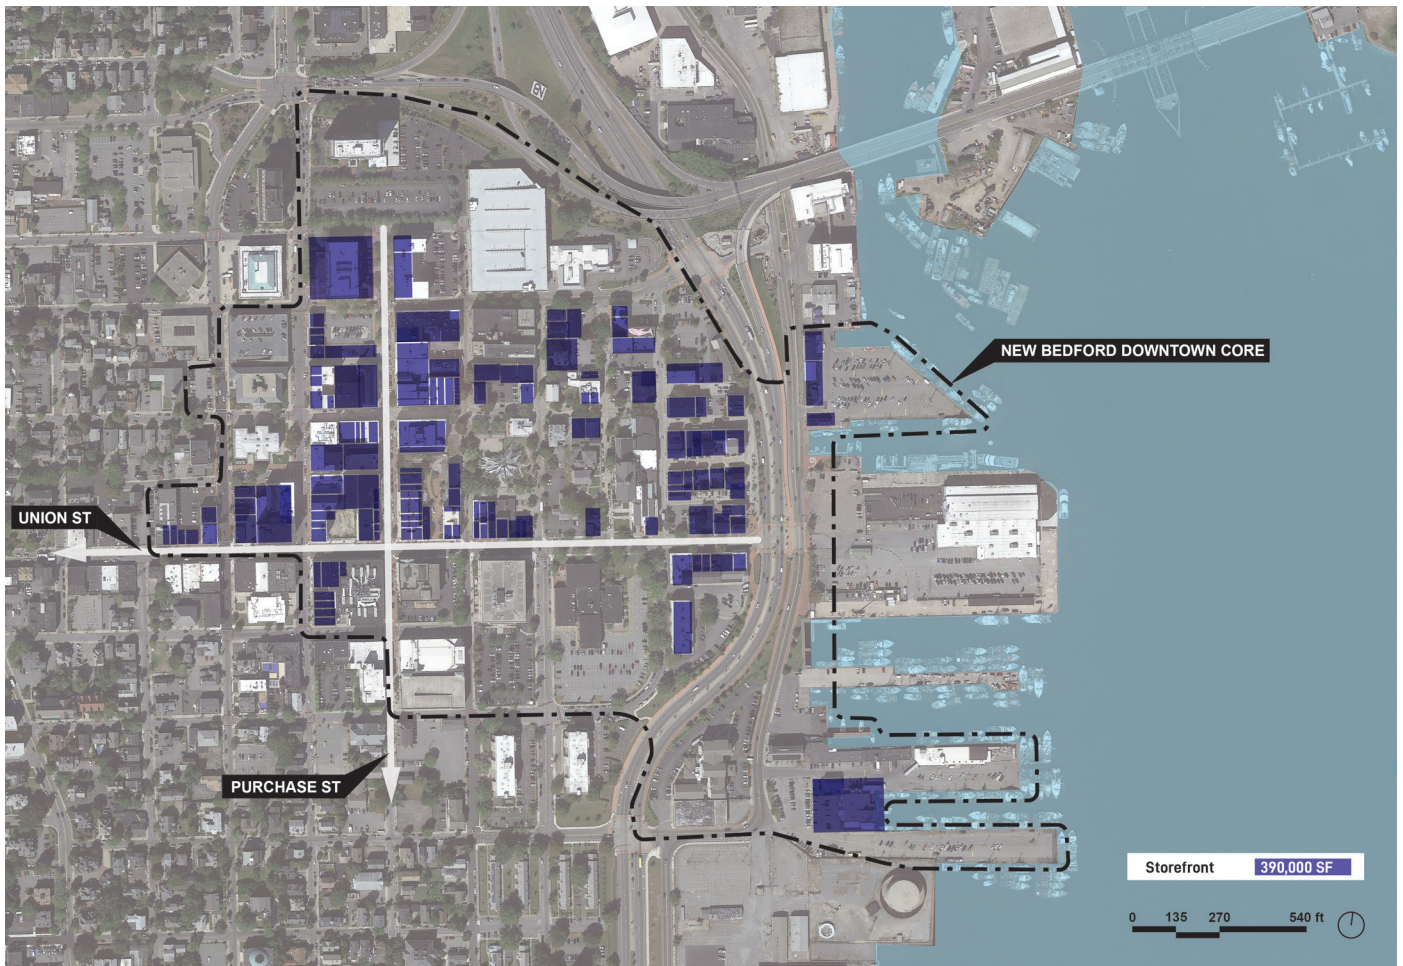 NEW BEDFORD DOWNTOWN CORE
UNION ST
PURCHASE ST
Storefront 390,000 SF
0 135 270 540 ft